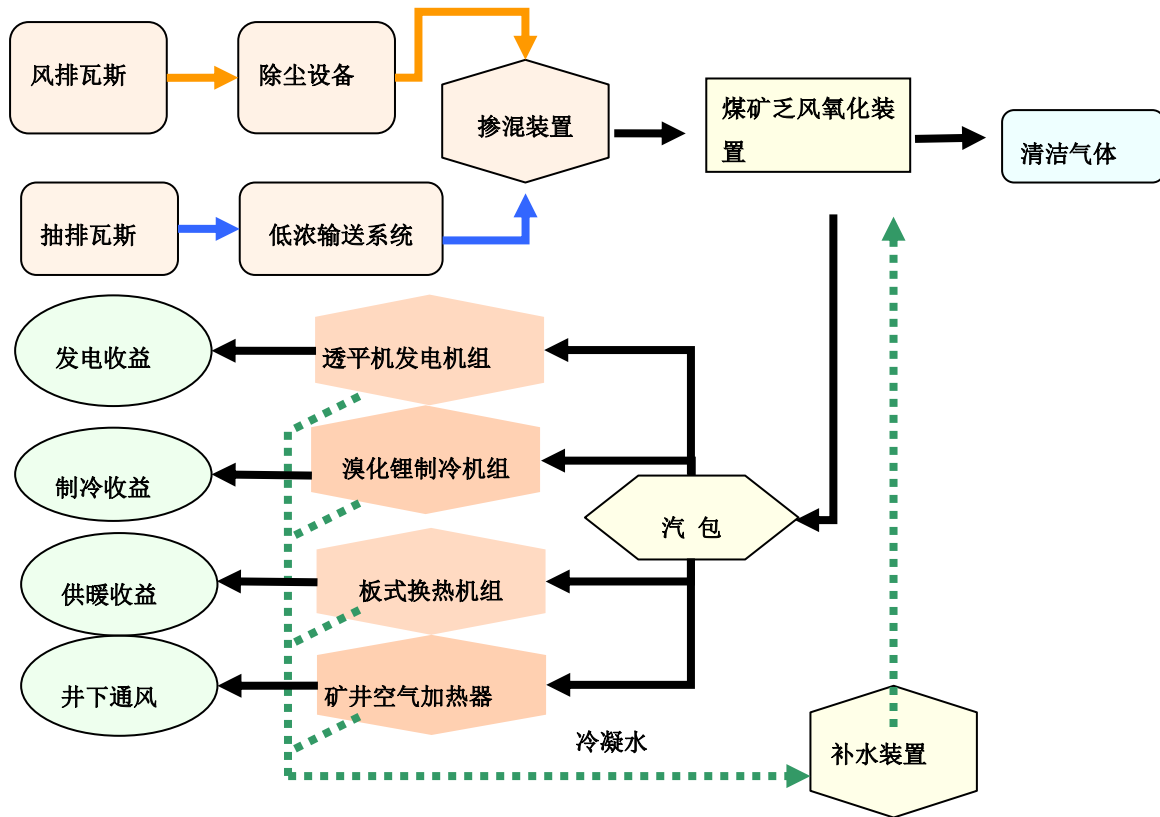 风排瓦斯
除尘设备
掺混装置
煤矿乏风氧化装
置
清洁气体
抽排瓦斯
低浓输送系统
发电收益
透平机发电机组
制冷收益
溴化锂制冷机组
汽 包
供暖收益
板式换热机组
井下通风
矿井空气加热器
冷凝水
补水装置